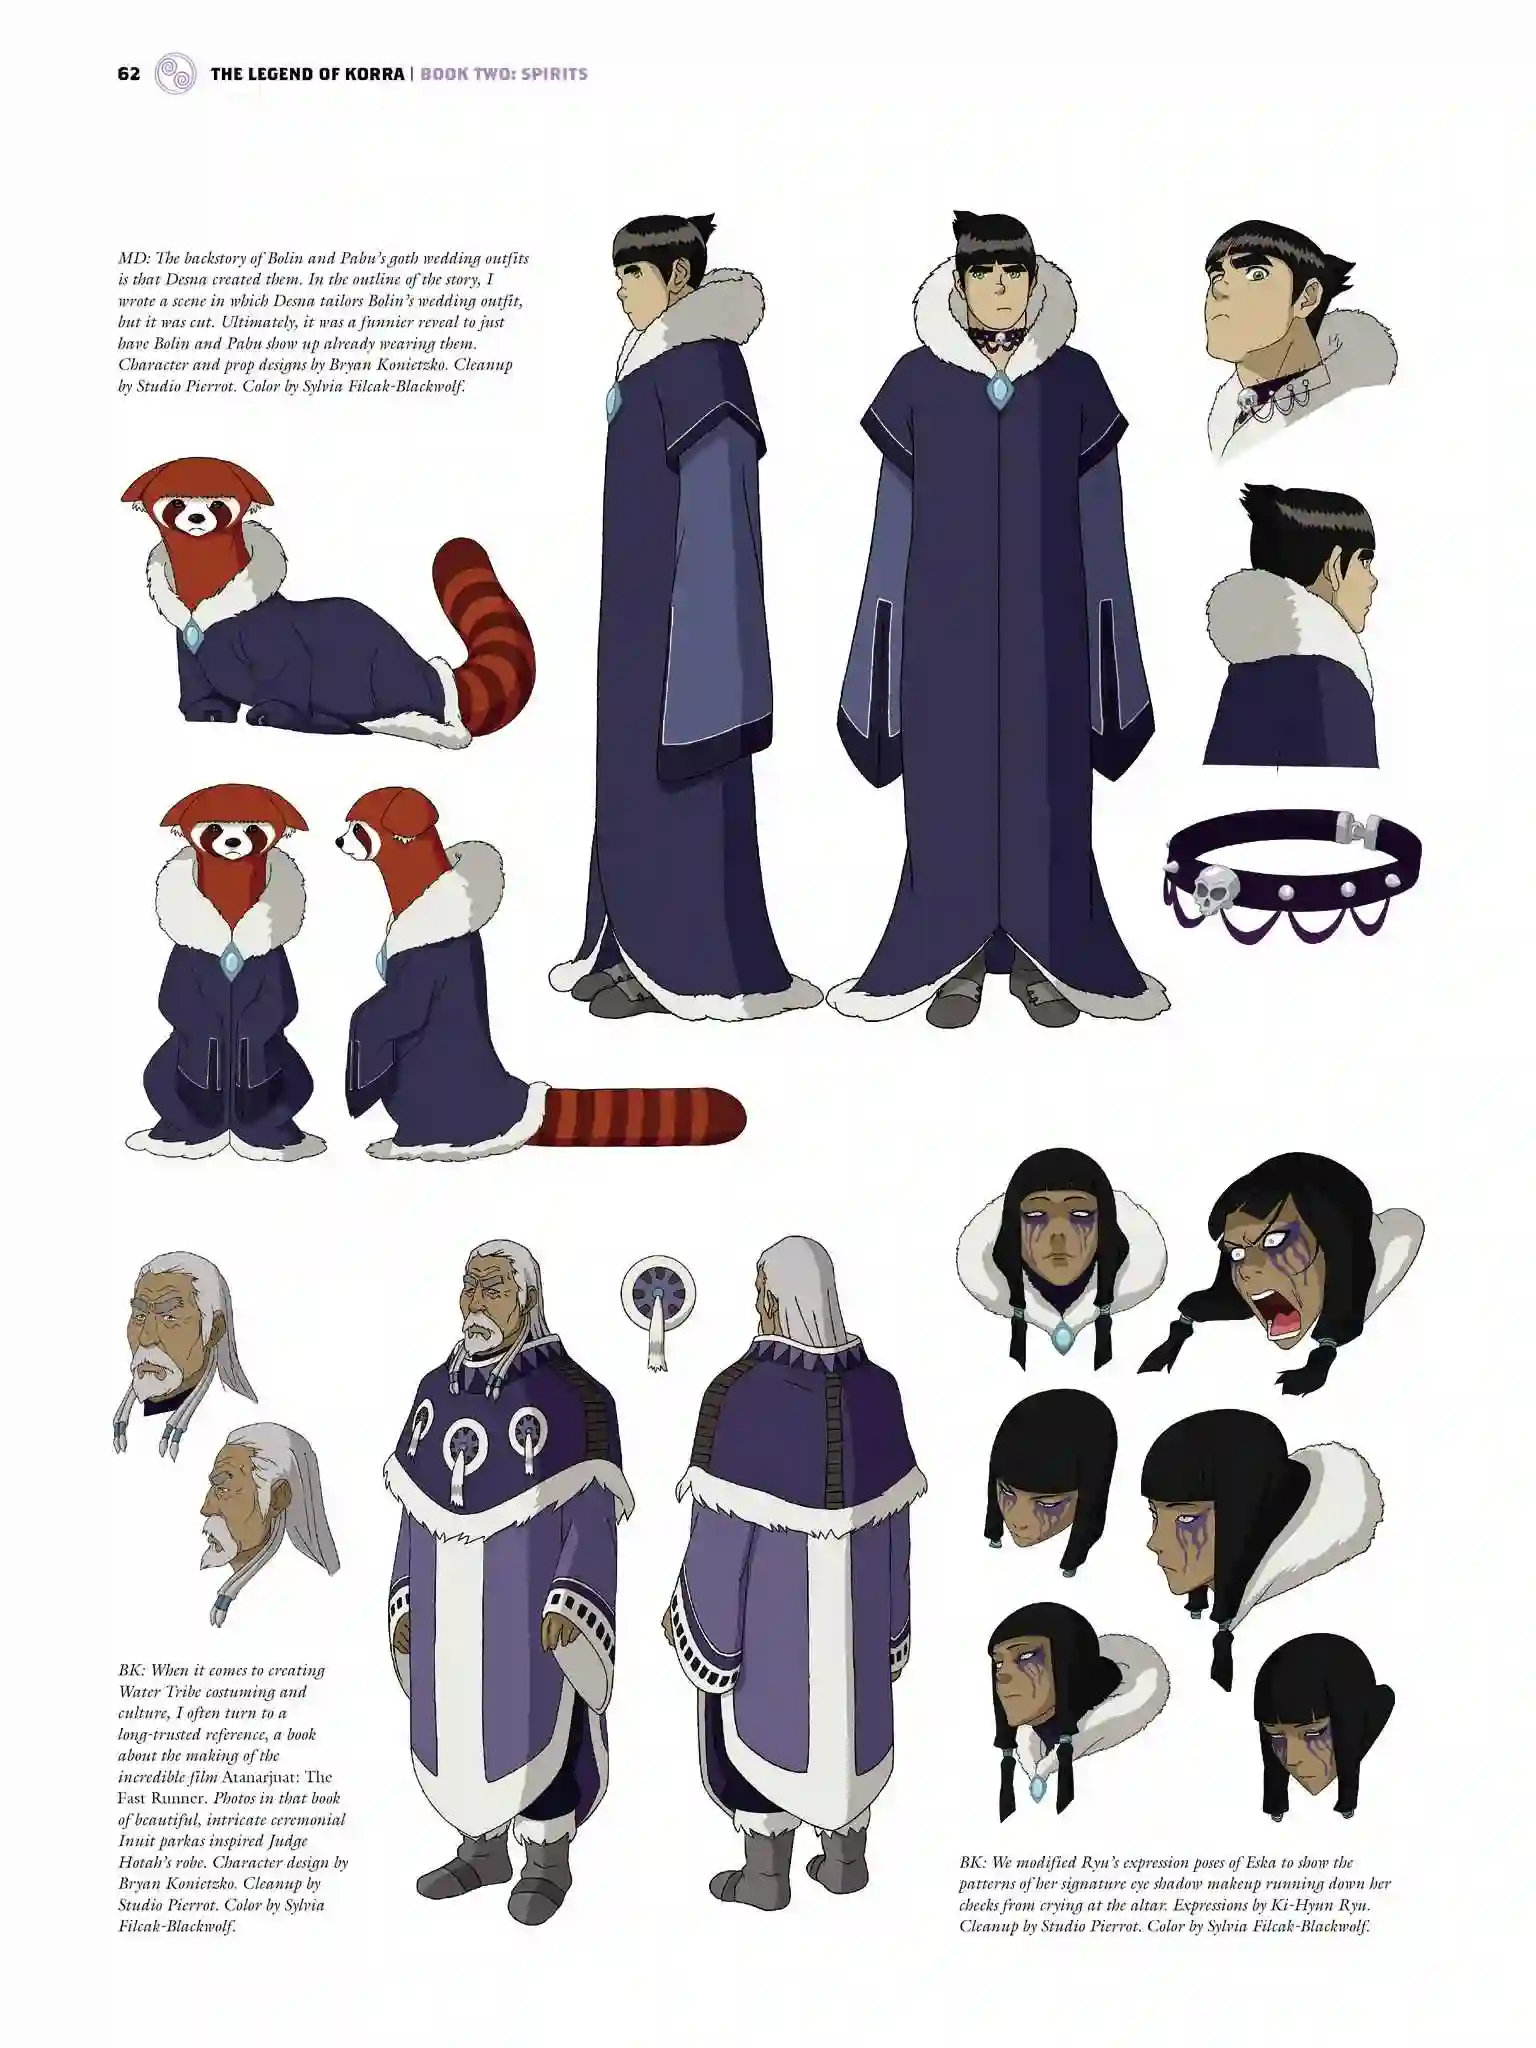 62 THE LEGEND OF KORRA | BOOK TWO: SPIRITS
MD: The backstory of Bolin and Pabu's goth wedding outfits
is that Desna created them. In the outline of the story, I
wrote a scene in which Desna tailors Bolin's wedding outfit,
but it was cut. Ultimately, it was a funnier reveal to just
have Bolin and Pabu show up already wearing them.
Character and prop designs by Bryan Konietzko. Cleanup
by Studio Pierrot. Color by Sylvia Filcak-Blackwolf.
BK: When it comes to creating
Water Tribe costuming and
culture, I often turn to a
long-trusted reference, a book
about the making of the
incredible film Atanarjuat: The
Fast Runner. Photos in that book
of beautiful, intricate ceremonial
Inuit parkas inspired Judge
Hotah's robe. Character design by
Bryan Konietzko. Cleanup by
Studio Pierrot. Color by Sylvia
Filcak-Blackwolf.
BK: We modified Ryu's expression poses of Eska to show the
patterns of her signature eye shadow makeup running down her
cheeks from crying at the altar. Expressions by Ki-Hyun Ryu.
Cleanup by Studio Pierrot. Color by Sylvia Filcak-Blackwolf.